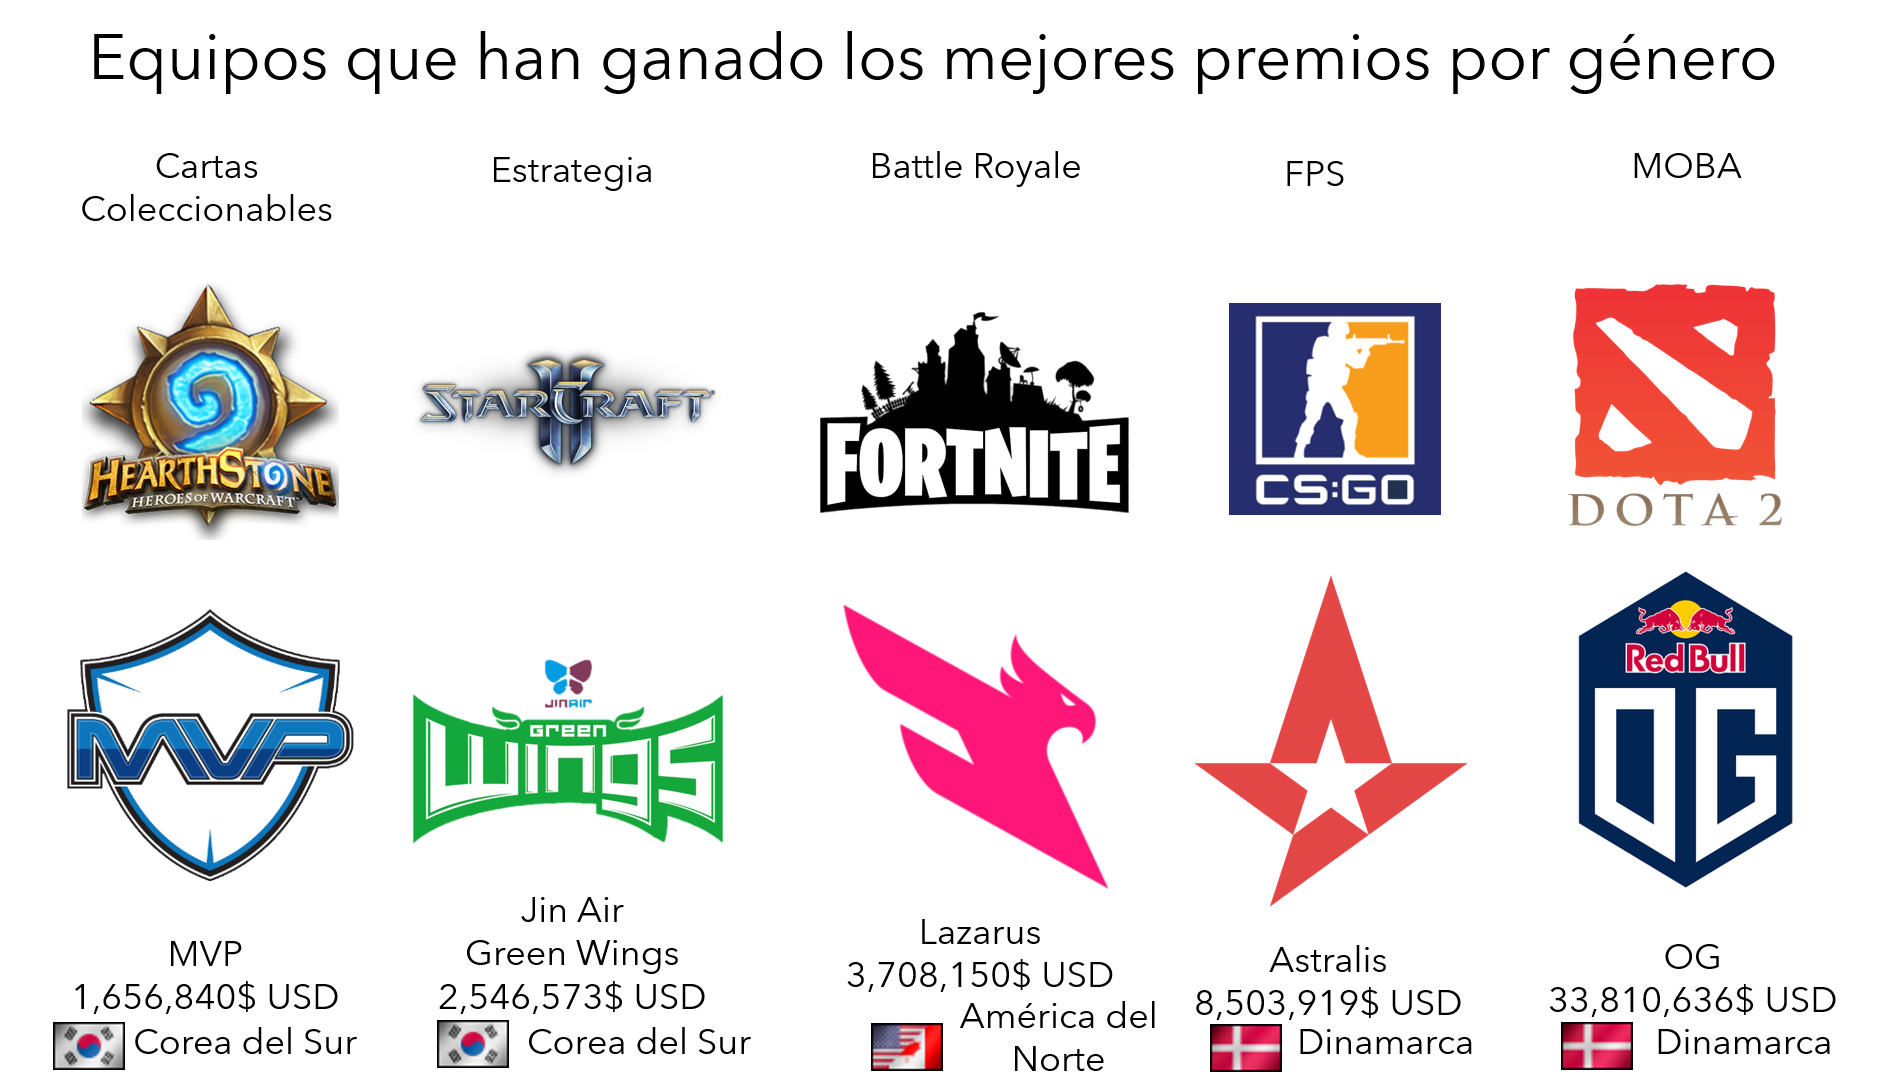 Equipos que han ganado los mejores premios por género
Cartas
Coleccionables
Estrategia
Battle Royale
FPS
MOBA
HEARTHSTONE
HEROES OF WARCRAFT
STARCRAFT
II
FORTNITE
CS:GO
DOTA 2
MVP
JINAIR
GREEN
WINGS
Red Bull
OG
MVP
1,656,840$ USD
Corea del Sur
Jin Air
Green Wings
2,546,573$ USD
Corea del Sur
Lazarus
3,708,150$ USD
América del
Norte
Astralis
8,503,919$ USD
Dinamarca
OG
33,810,636$ USD
Dinamarca